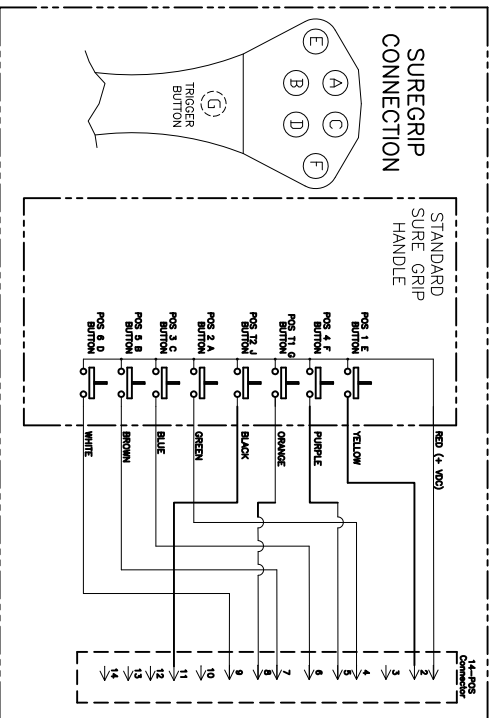 SUREGRIP
CONNECTION
E
A
C
F
B
D
G
TRIGGER
BUTTON
STANDARD
SURE GRIP
HANDLE
RED (+ VDC)
POS 1 E
BUTTON
YELLOW
POS 4 F
BUTTON
PURPLE
POS T1 G
BUTTON
ORANGE
POS T2 J
BUTTON
BLACK
POS 2 A
BUTTON
GREEN
POS 3 C
BUTTON
BLUE
POS 5 B
BUTTON
BROWN
POS 6 D
BUTTON
WHITE
14-POS
Connector
2
3
4
5
6
7
8
9
10
11
12
13
14